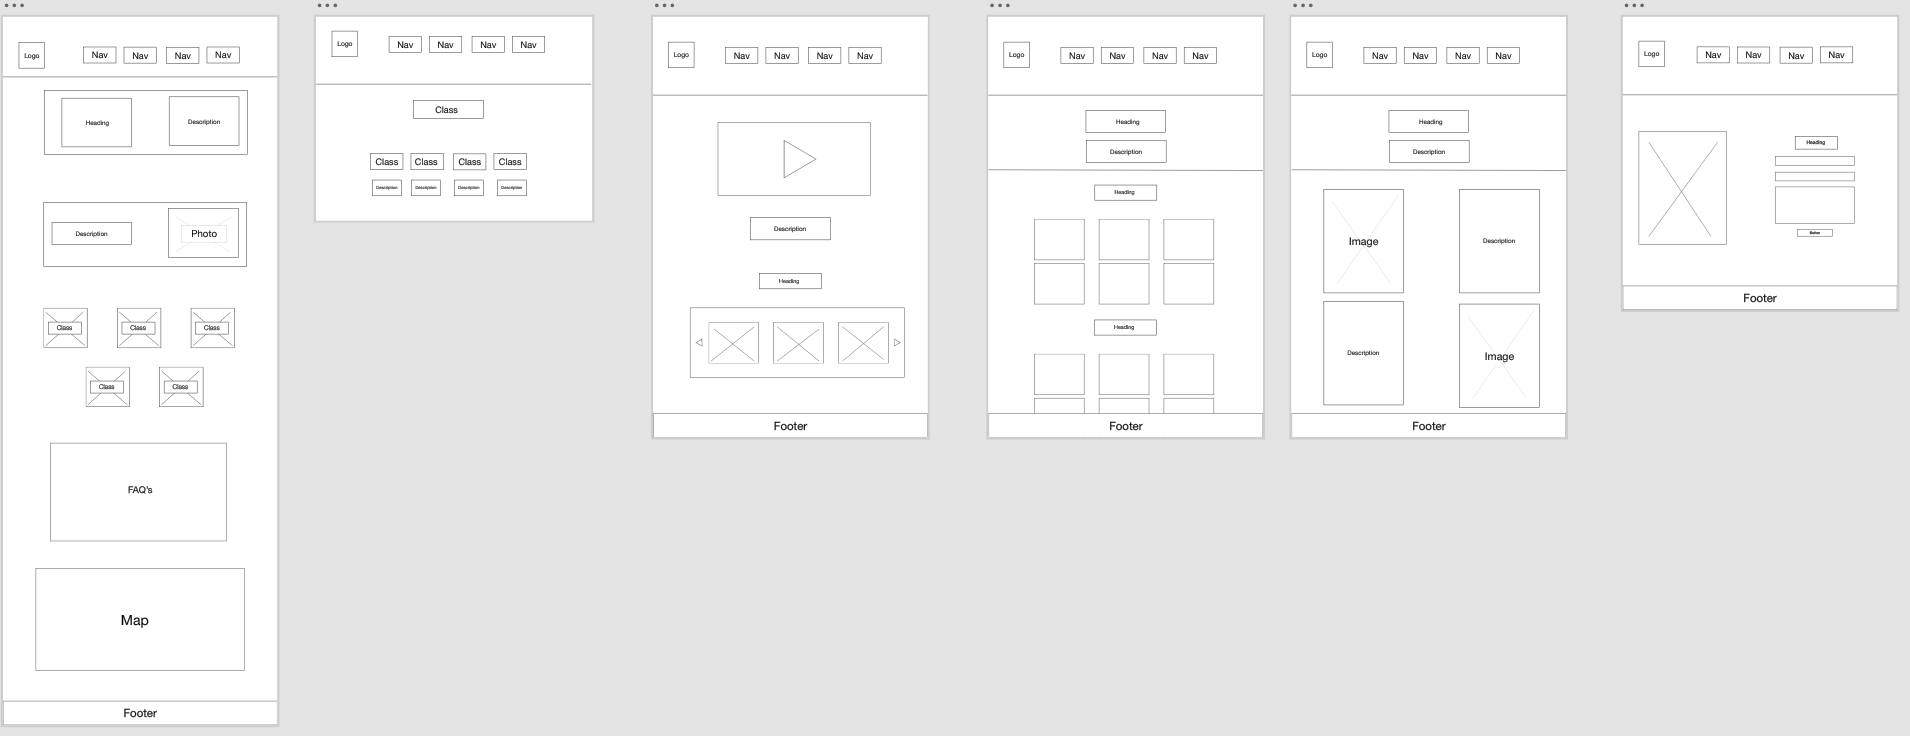 Logo
Nav Nav Nav Nav
Heading
Description
Description
Photo
Class Class Class
Class Class
FAQ's
Map
Footer
Logo
Nav Nav Nav Nav
Class
Class Class Class Class
Description Description Description Description
Logo
Nav Nav Nav Nav
Description
Heading
Footer
Logo
Nav Nav Nav Nav
Heading
Description
Heading
Heading
Footer
Logo
Nav Nav Nav Nav
Heading
Description
Image
Description
Description
Image
Footer
Logo
Nav Nav Nav Nav
Heading
Button
Footer